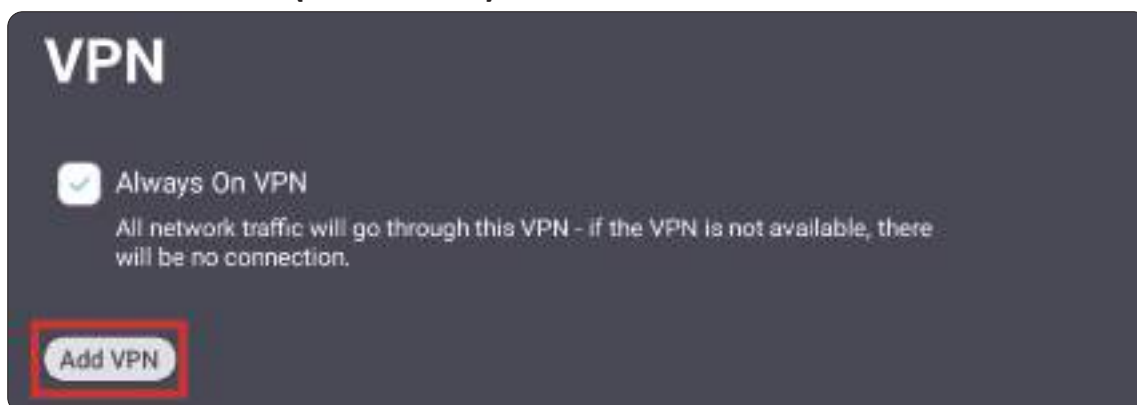 VPN
Always On VPN
All network traffic will go through this VPN - if the VPN is not available, there
will be no connection.
Add VPN